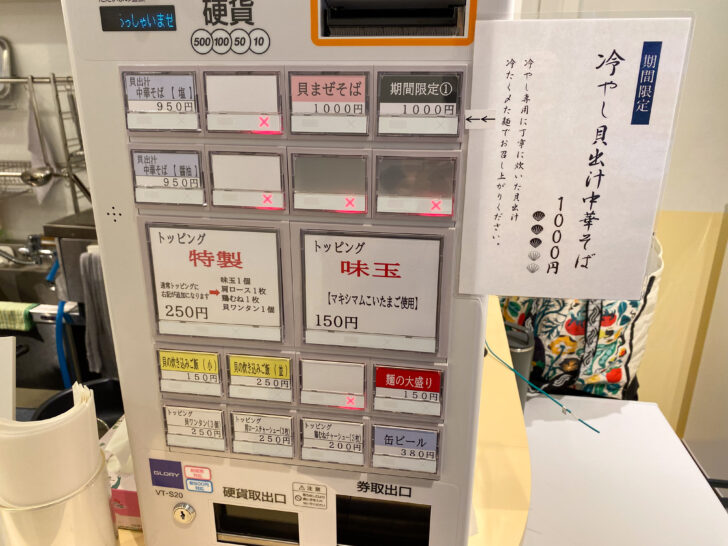 っしゃいませ
硬貨
500 100 50 10
貝出汁
中華そば【塩】
950円
貝まぜそば
1000円
期間限定①
1000円
貝出汁
中華そば【醤油】
950円
トッピング
特製
通常トッピングに
右記が追加になります
味玉1個
肩ロース1枚
鶏むね1枚
貝ワンタン1個
250円
トッピング
味玉
【マキシマムこいたまご使用】
150円
貝の炊き込みご飯(小)
150円
貝の炊き込みご飯(並)
250円
麺の大盛り
150円
トッピング
貝ワンタン(3個)
250円
トッピング
肩ロースチャーシュー(3枚)
250円
トッピング
鶏むねチャーシュー(3枚)
200円
缶ビール
380円
GLORY
VT-S20
硬貨取出口
注意
券取出口
期間限定
冷やし貝出汁中華そば
1000円
冷やし専用に丁寧に炊いた貝出汁
冷たく〆た麺でお召し上がりください。